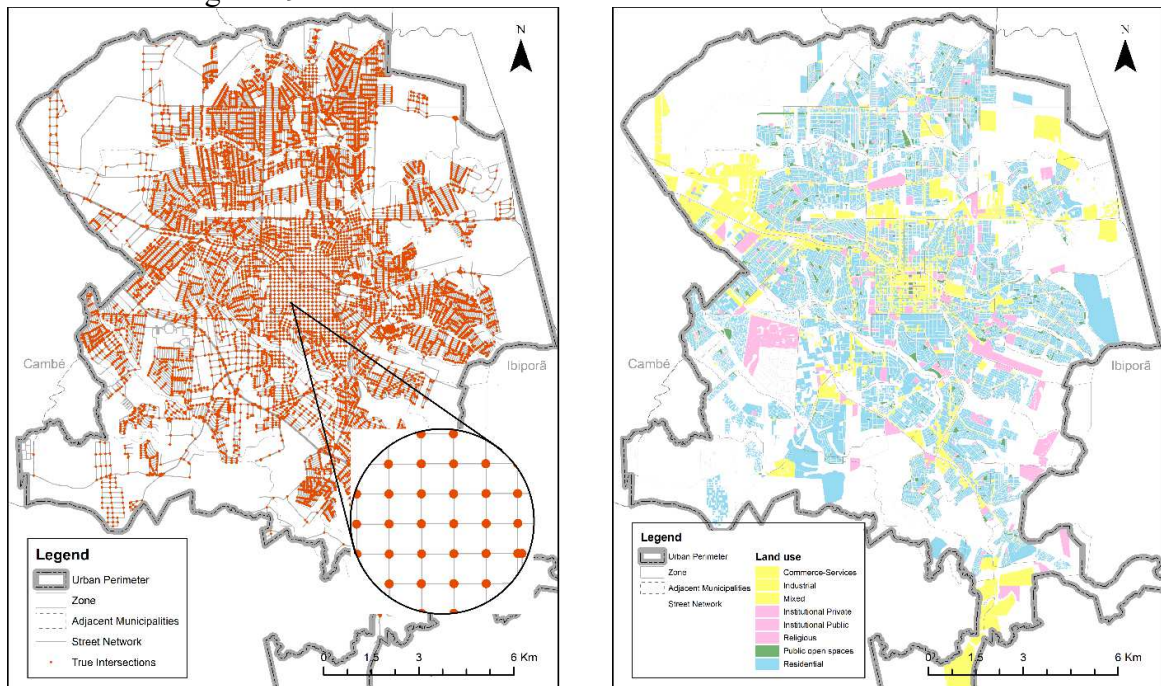 N
Cambé
Ibiporã
Legend
Urban Perimeter
Zone
Adjacent Municipalities
Street Network
True Intersections
0 1,5 3 6 Km
N
Cambé
Ibiporã
Legend
Urban Perimeter
Zone
Adjacent Municipalities
Street Network
Land use
Commerce-Services
Industrial
Mixed
Institutional Private
Institutional Public
Religious
Public open spaces
Residential
0 1,5 3 6 Km